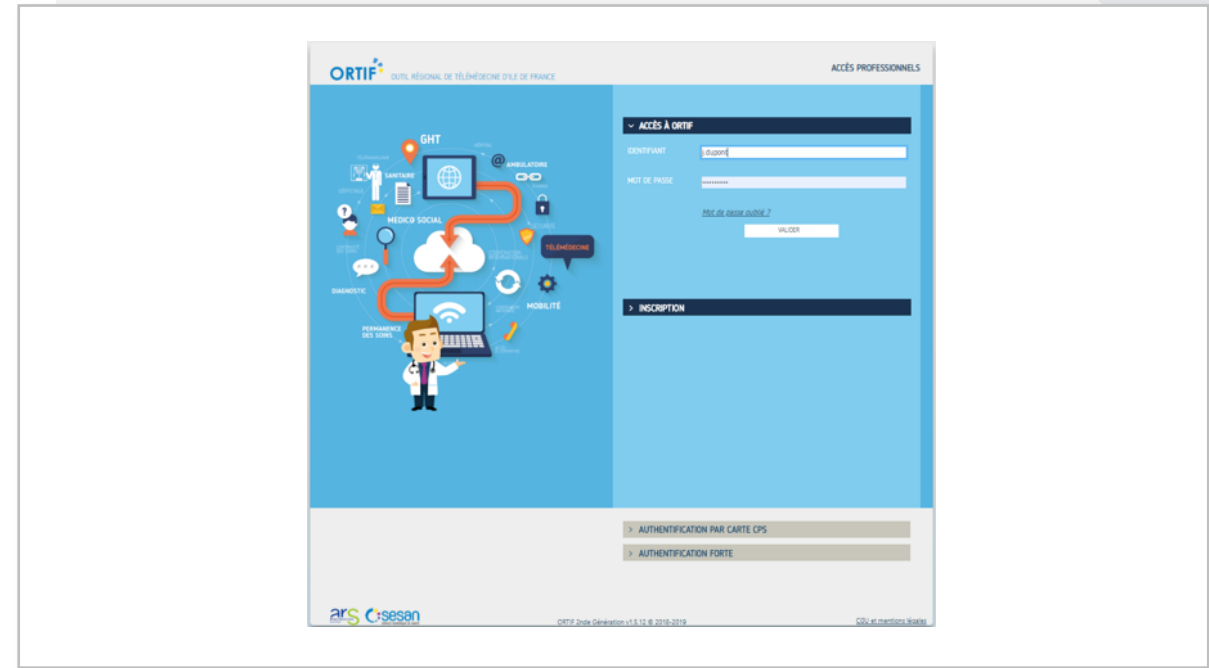 ORTIF
OUTIL RÉGIONAL DE TÉLÉMÉDECINE D'ILE DE FRANCE
ACCÈS PROFESSIONNELS
GHT
@ AMBULATOIRE
SANITAIRE
MEDICO SOCIAL
SÉCURITÉ
TÉLÉMÉDECINE
DIAGNOSTIC
MOBILITÉ
PERMANENCE
DES SOINS
ACCÈS À ORTIF
IDENTIFIANT
j.dupont
MOT DE PASSE
Mot de passe oublié ?
VALIDER
> INSCRIPTION
> AUTHENTIFICATION PAR CARTE CPS
> AUTHENTIFICATION FORTE
ars sesan
ORTIF 2nde Génération v1.5.12 © 2018-2019
CGU et mentions légales